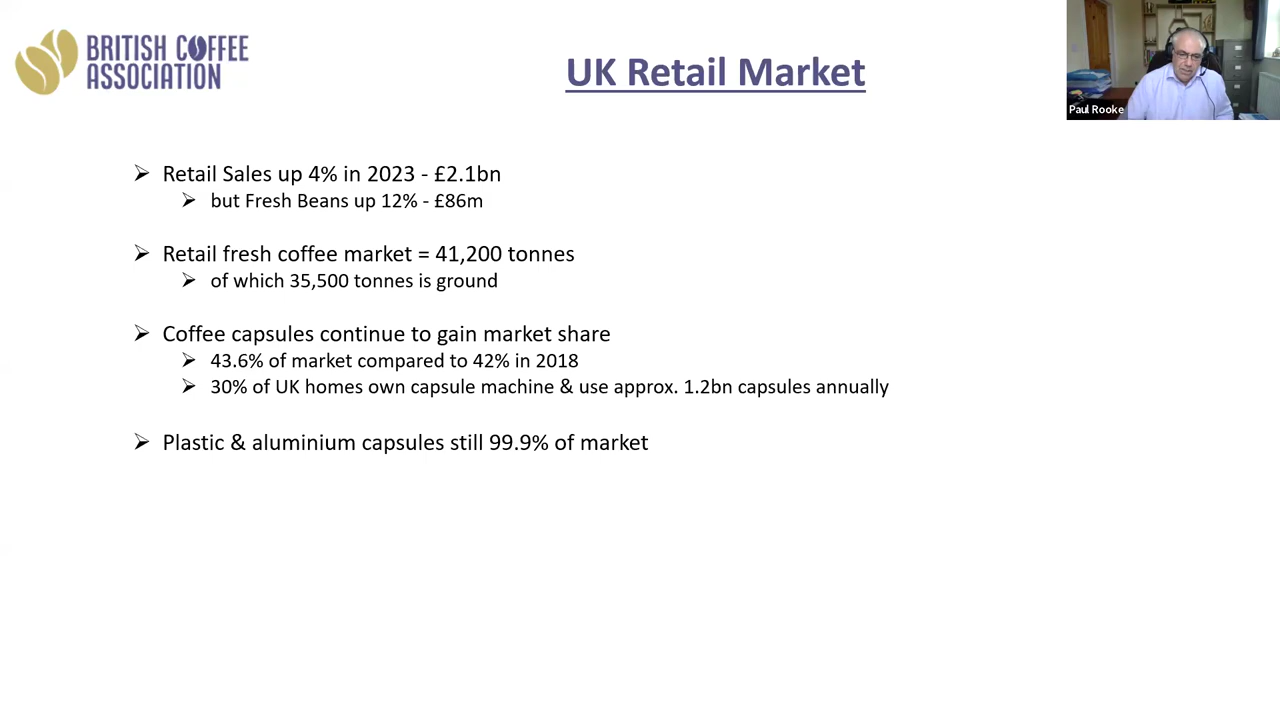 BRITISH COFFEE
ASSOCIATION
UK Retail Market
Paul Rooke
Retail Sales up 4% in 2023 - £2.1bn
but Fresh Beans up 12% - £86m
Retail fresh coffee market = 41,200 tonnes
of which 35,500 tonnes is ground
Coffee capsules continue to gain market share
43.6% of market compared to 42% in 2018
30% of UK homes own capsule machine & use approx. 1.2bn capsules annually
Plastic & aluminium capsules still 99.9% of market